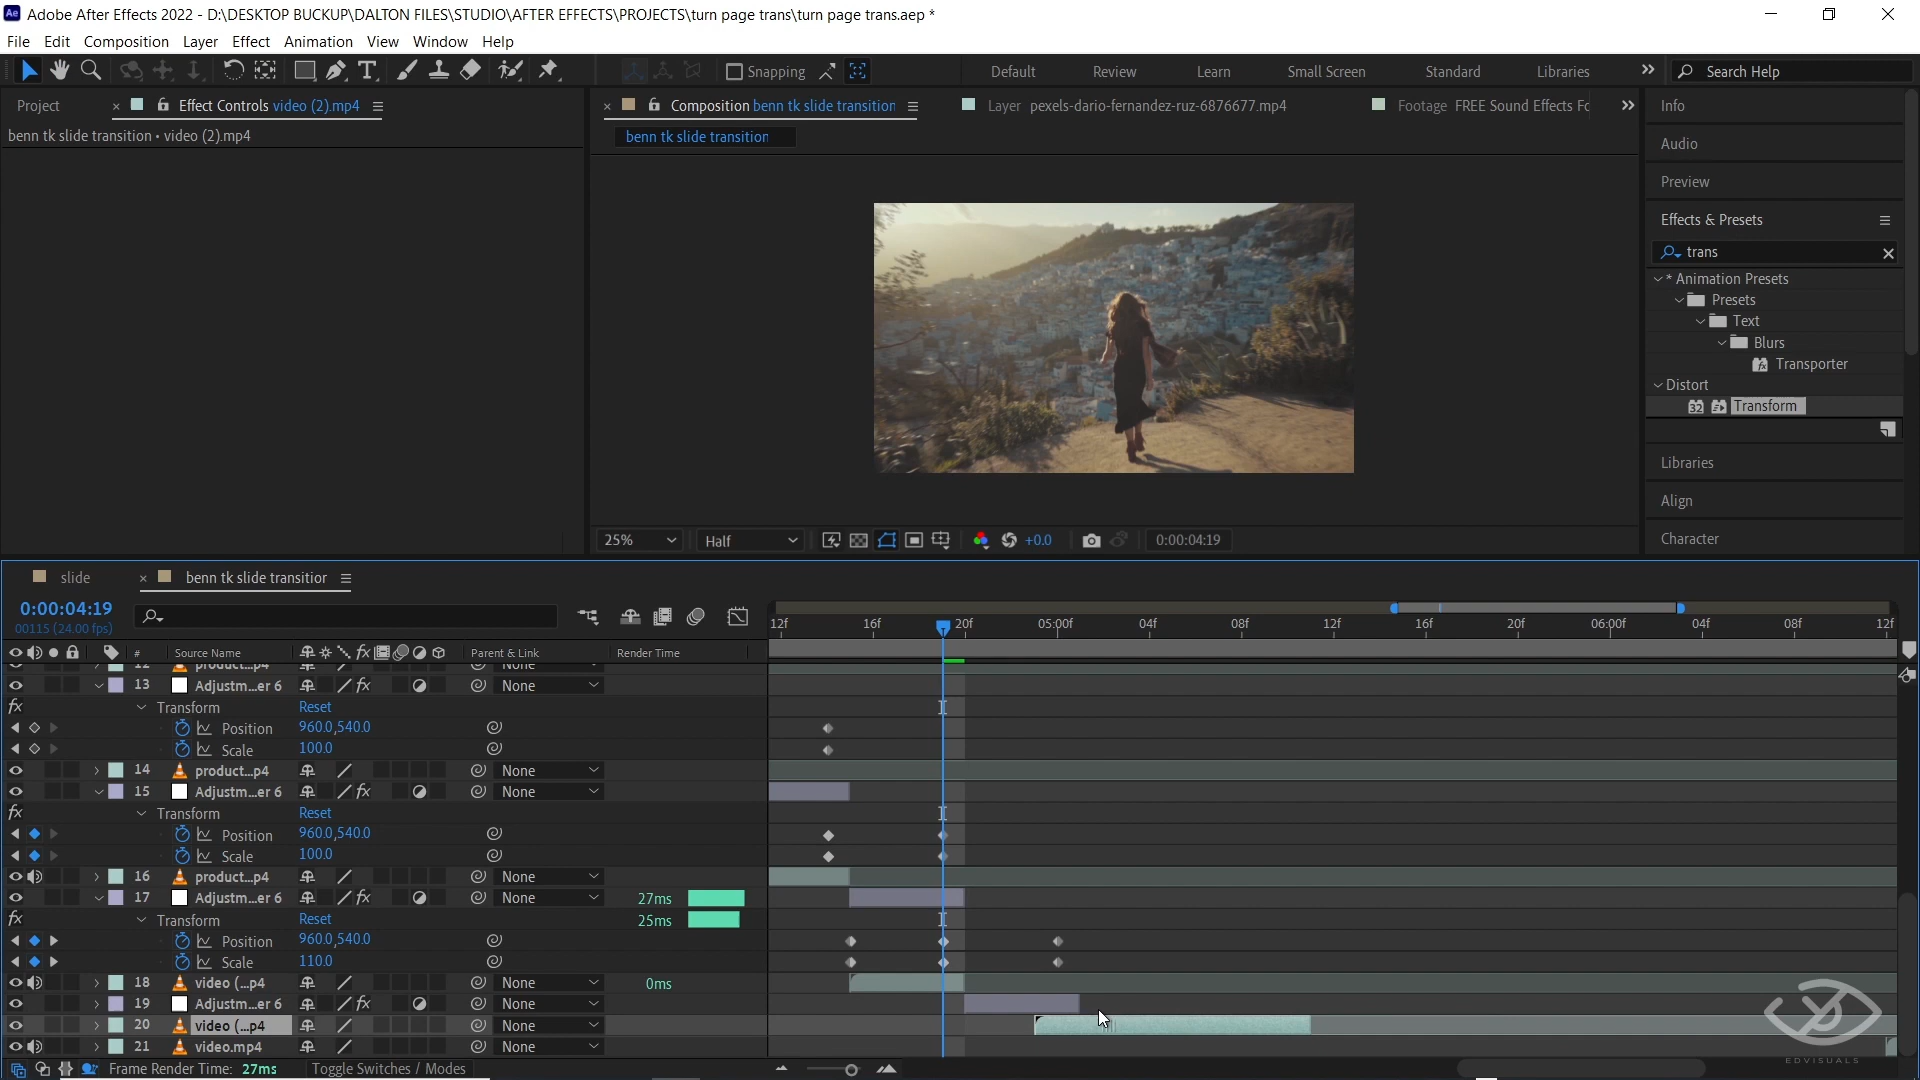 Adobe After Effects 2022 - D:\DESKTOP BUCKUP\DALTON FILES\STUDIO\AFTER EFFECTS\PROJECTS\turn page trans\turn page trans.aep *
File Edit Composition Layer Effect Animation View Window Help
Snapping Default Review Learn Small Screen Standard Libraries Search Help
Project Effect Controls video (2).mp4 Composition benn tk slide transition Layer pexels-dario-fernandez-ruz-6876677.mp4 Footage FREE Sound Effects Fo Info
benn tk slide transition • video (2).mp4 benn tk slide transition
Audio
Preview
Effects & Presets
trans
* Animation Presets
Presets
Text
Blurs
Transporter
Distort
32 Transform
Libraries
Align
Character
25% Half +0.0 0:00:04:19
slide benn tk slide transition
0:00:04:19
00115 (24.00 fps)
12f 16f 20f 05:00f 04f 08f 12f 16f 20f 06:00f 04f 08f 12f
# Source Name Parent & Link Render Time
12 product...p4 None
13 Adjustm...er 6 None
Transform Reset
Position 960.0,540.0
Scale 100.0
14 product...p4 None
15 Adjustm...er 6 None
Transform Reset
Position 960.0,540.0
Scale 100.0
16 product...p4 None
17 Adjustm...er 6 None 27ms
Transform Reset 25ms
Position 960.0,540.0
Scale 110.0
18 video (...p4 None 0ms
19 Adjustm...er 6 None
20 video (...p4 None
21 video.mp4 None
Frame Render Time: 27ms Toggle Switches / Modes
EDVISUALS